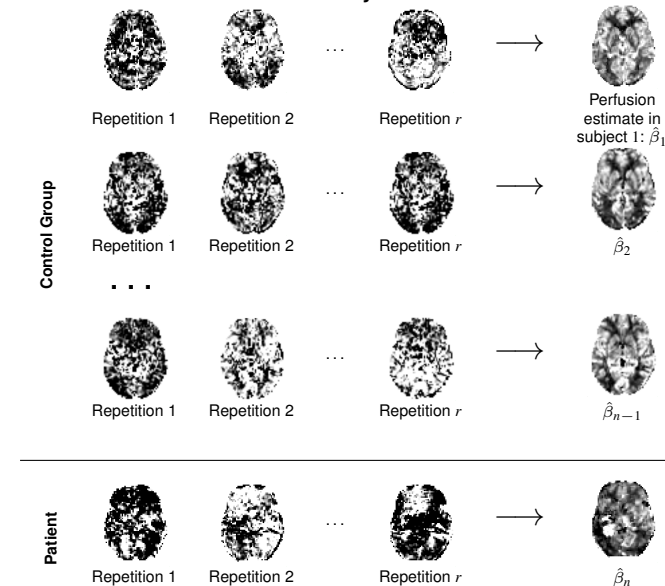 Repetition 1 Repetition 2 Repetition r
Perfusion
estimate in
subject 1: β̂₁
Control Group
...
Repetition 1 Repetition 2 ... Repetition r β̂₂
. . .
...
Repetition 1 Repetition 2 Repetition r β̂ₙ₋₁
Patient
...
Repetition 1 Repetition 2 Repetition r β̂ₙ